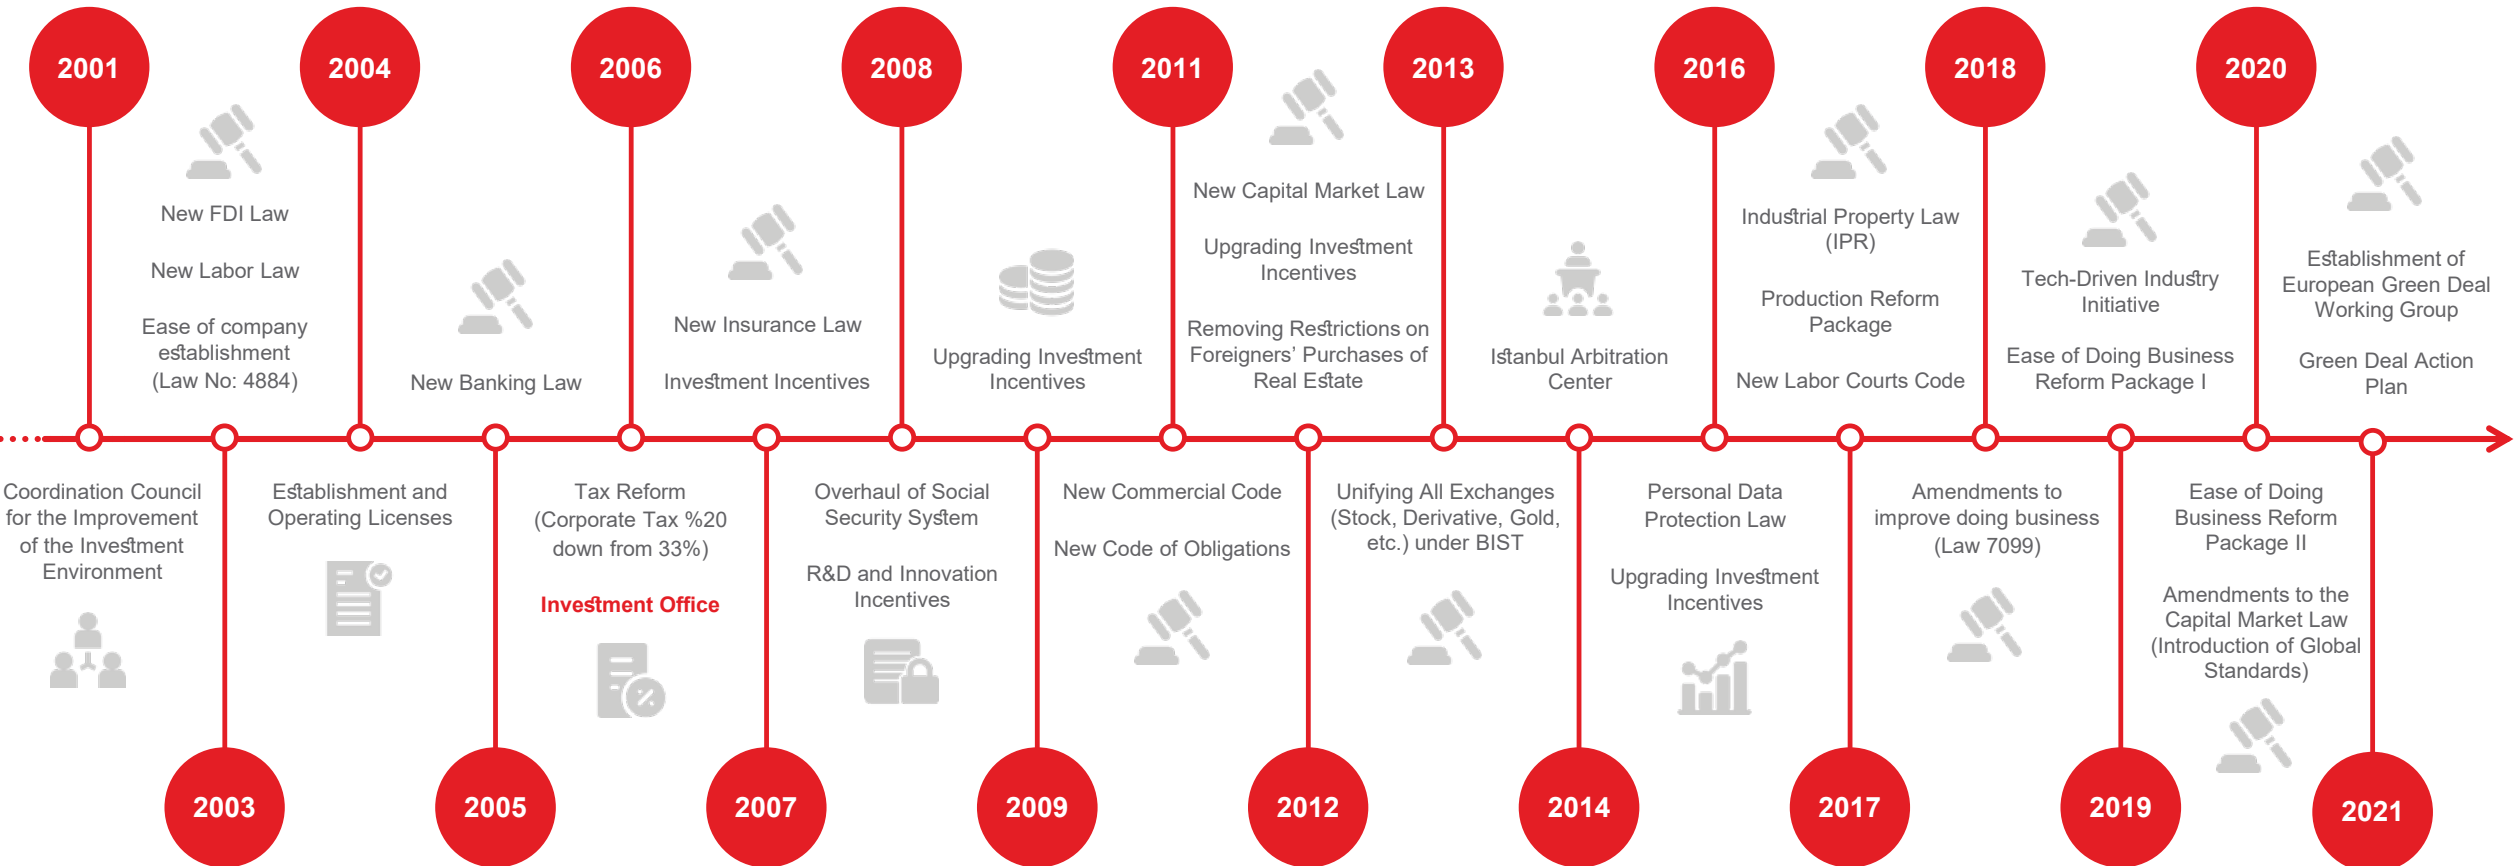 2001
Coordination Council
for the Improvement
of the Investment
Environment
2003
New FDI Law
New Labor Law
Ease of company
establishment
(Law No: 4884)
2004
Establishment and
Operating Licenses
2005
New Banking Law
2006
Tax Reform
(Corporate Tax %20
down from 33%)
Investment Office
2007
New Insurance Law
Investment Incentives
2008
Overhaul of Social
Security System
R&D and Innovation
Incentives
2009
Upgrading Investment
Incentives
2011
New Commercial Code
New Code of Obligations
2012
New Capital Market Law
Upgrading Investment
Incentives
Removing Restrictions on
Foreigners’ Purchases of
Real Estate
2013
Unifying All Exchanges
(Stock, Derivative, Gold,
etc.) under BIST
2014
Istanbul Arbitration
Center
2016
Personal Data
Protection Law
Upgrading Investment
Incentives
2017
Industrial Property Law
(IPR)
Production Reform
Package
New Labor Courts Code
2018
Amendments to
improve doing business
(Law 7099)
2019
Tech-Driven Industry
Initiative
Ease of Doing Business
Reform Package I
2020
Ease of Doing
Business Reform
Package II
Amendments to the
Capital Market Law
(Introduction of Global
Standards)
2021
Establishment of
European Green Deal
Working Group
Green Deal Action
Plan